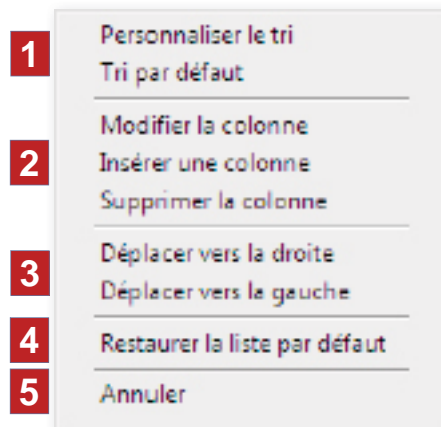 1
Personnaliser le tri
Tri par défaut
2
Modifier la colonne
Insérer une colonne
Supprimer la colonne
3
Déplacer vers la droite
Déplacer vers la gauche
4
Restaurer la liste par défaut
5
Annuler